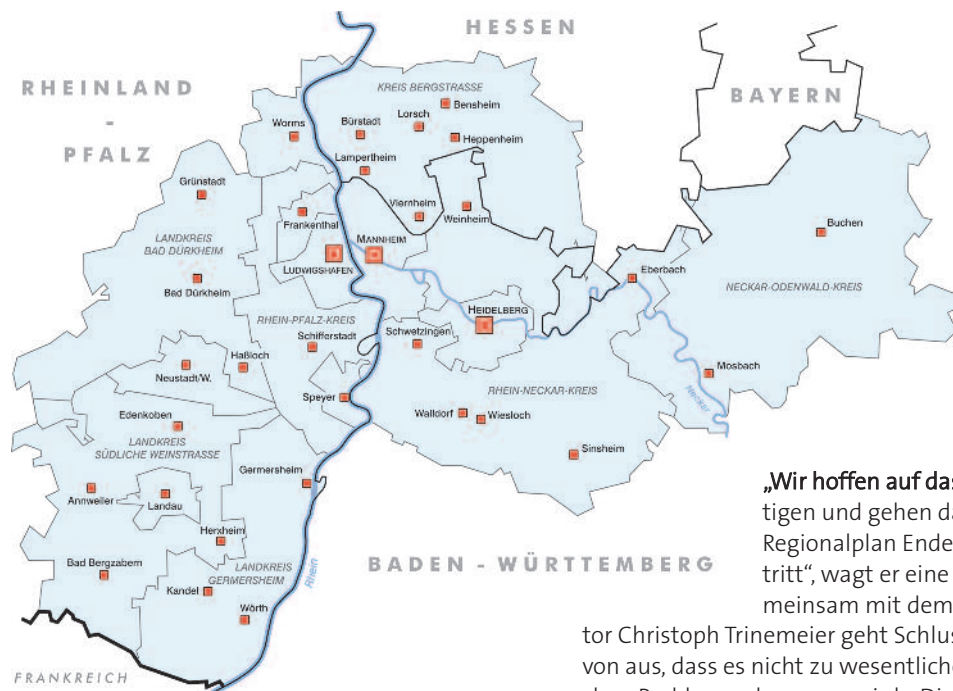 HESSEN
RHEINLAND
-
PFALZ
BAYERN
KREIS BERGSTRASSE
Bensheim
Lorsch
Bürstadt
Worms
Heppenheim
Lampertheim
Grünstadt
Viernheim
Weinheim
Frankenthal
Buchen
LANDKREIS
BAD DÜRKHEIM
MANNHEIM
LUDWIGSHAFEN
Eberbach
Bad Dürkheim
NECKAR-ODENWALD-KREIS
HEIDELBERG
RHEIN-PFALZ-KREIS
Schifferstadt
Schwetzingen
Haßloch
Neustadt/W.
Mosbach
RHEIN-NECKAR-KREIS
Neckar
Speyer
Edenkoben
Walldorf
Wiesloch
LANDKREIS
SÜDLICHE WEINSTRASSE
Sinsheim
Germersheim
Annweiler
Landau
Herxheim
Bad Bergzabern
LANDKREIS
GERMERSHEIM
Rhein
Kandel
Wörth
BADEN - WÜRTTEMBERG
FRANKREICH
„Wir hoffen auf das
tigen und gehen da
Regionalplan Ende
tritt“, wagt er eine
meinsam mit dem
tor Christoph Trinemeier geht Schlus
von aus, dass es nicht zu wesentliche